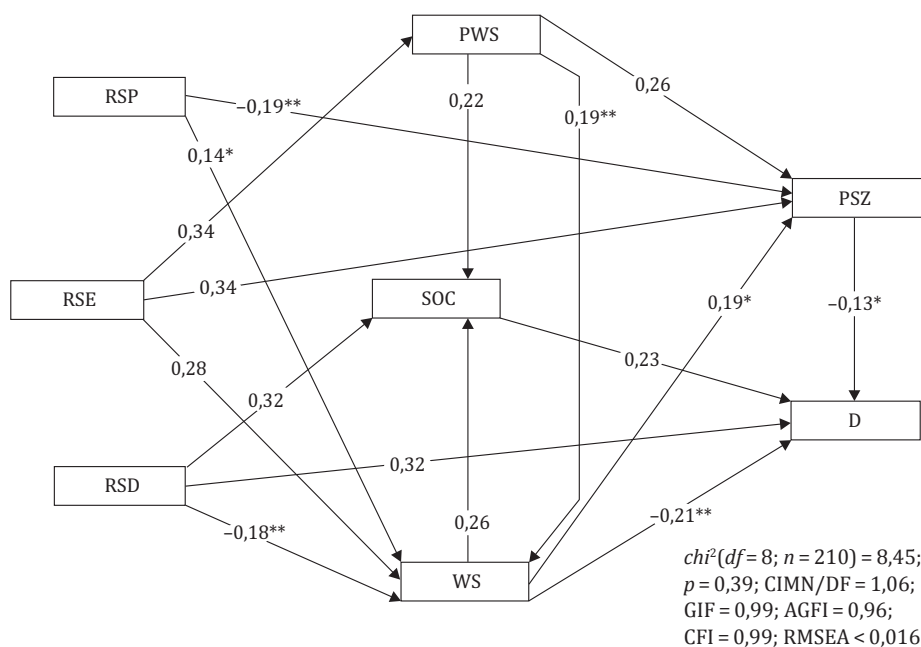 PWS
RSP
−0,19**
0,22
0,26
0,19**
0,14*
PSZ
0,34
RSE
0,34
SOC
0,19*
−0,13*
0,28
0,23
0,32
D
RSD
0,32
−0,18**
0,26
−0,21**
WS
chi²(df = 8; n = 210) = 8,45;
p = 0,39; CIMN/DF = 1,06;
GIF = 0,99; AGFI = 0,96;
CFI = 0,99; RMSEA < 0,016